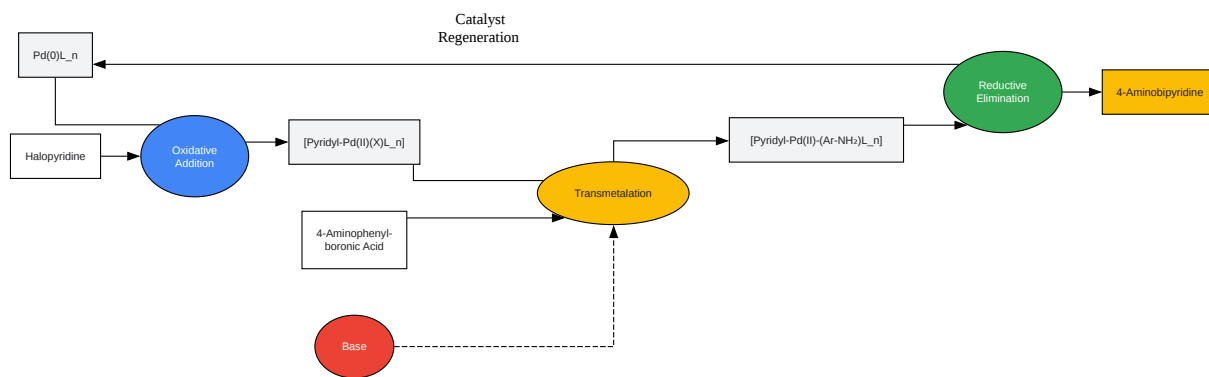 Catalyst
Regeneration
Pd(0)L_n
Reductive
Elimination
4-Aminobipyridine
Halopyridine
Oxidative
Addition
[Pyridyl-Pd(II)(X)L_n]
[Pyridyl-Pd(II)-(Ar-NH₂)L_n]
Transmetalation
4-Aminophenyl-
boronic Acid
Base